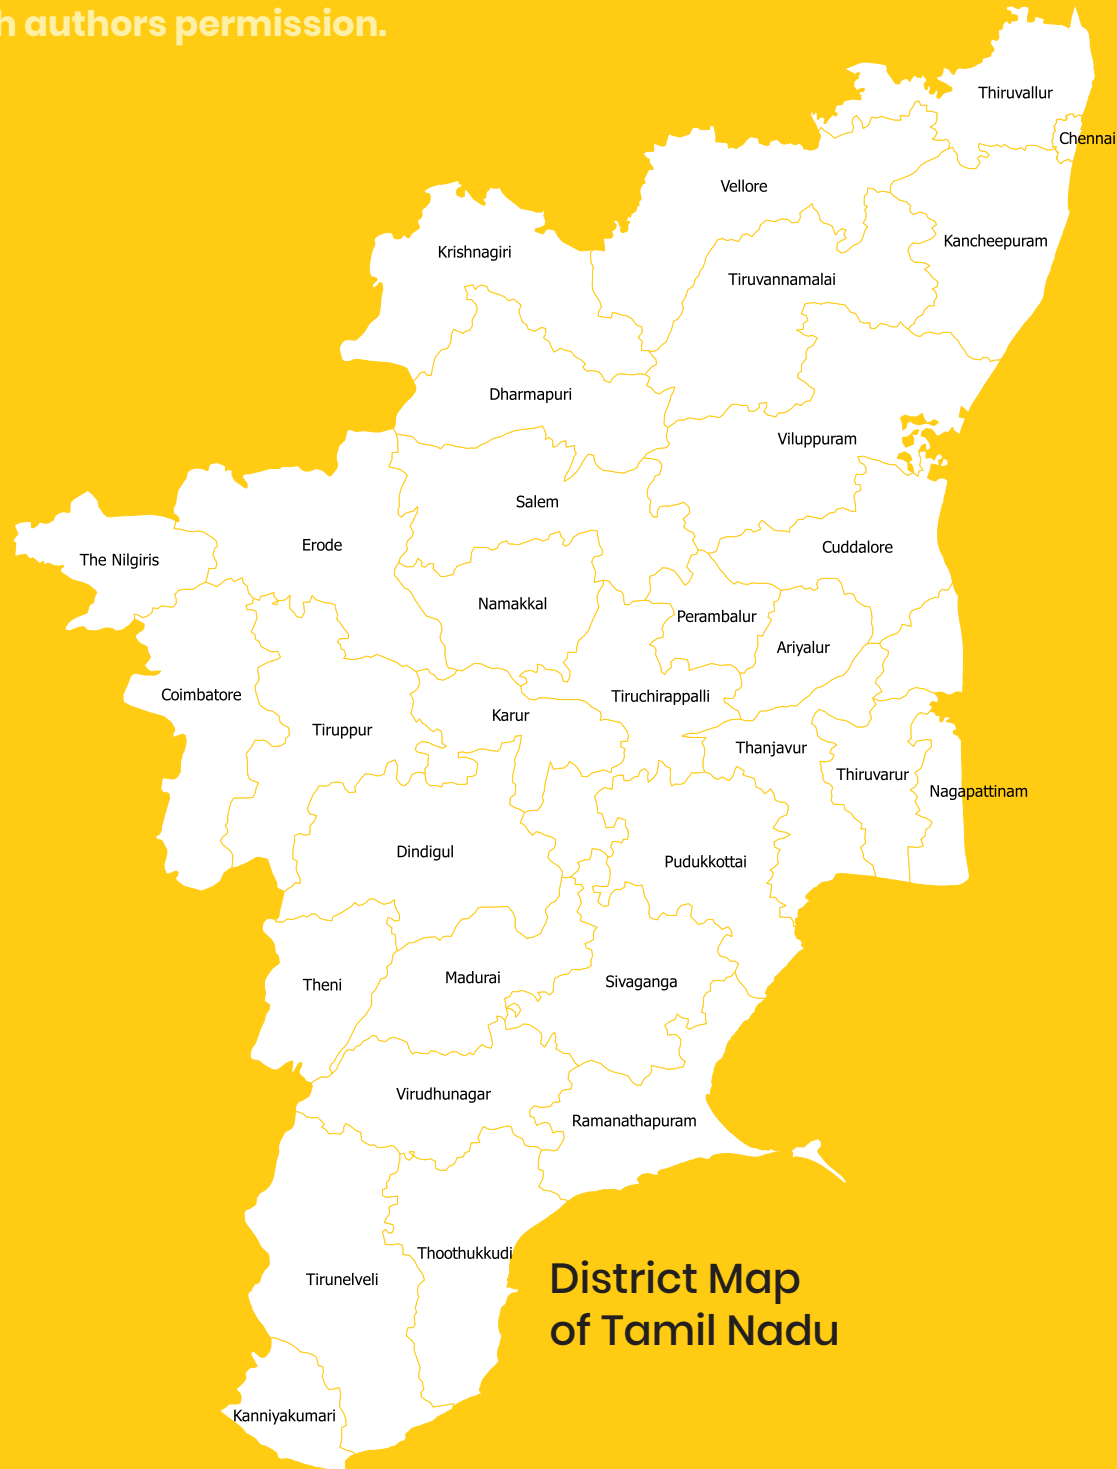 h authors permission.
Thiruvallur
Chennai
Vellore
Kancheepuram
Krishnagiri
Tiruvannamalai
Dharmapuri
Viluppuram
Salem
Erode
Cuddalore
The Nilgiris
Namakkal
Perambalur
Ariyalur
Coimbatore
Tiruchirappalli
Karur
Tiruppur
Thanjavur
Thiruvarur
Nagapattinam
Dindigul
Pudukkottai
Madurai
Sivaganga
Theni
Virudhunagar
Ramanathapuram
Thoothukkudi
Tirunelveli
District Map
of Tamil Nadu
Kanniyakumari